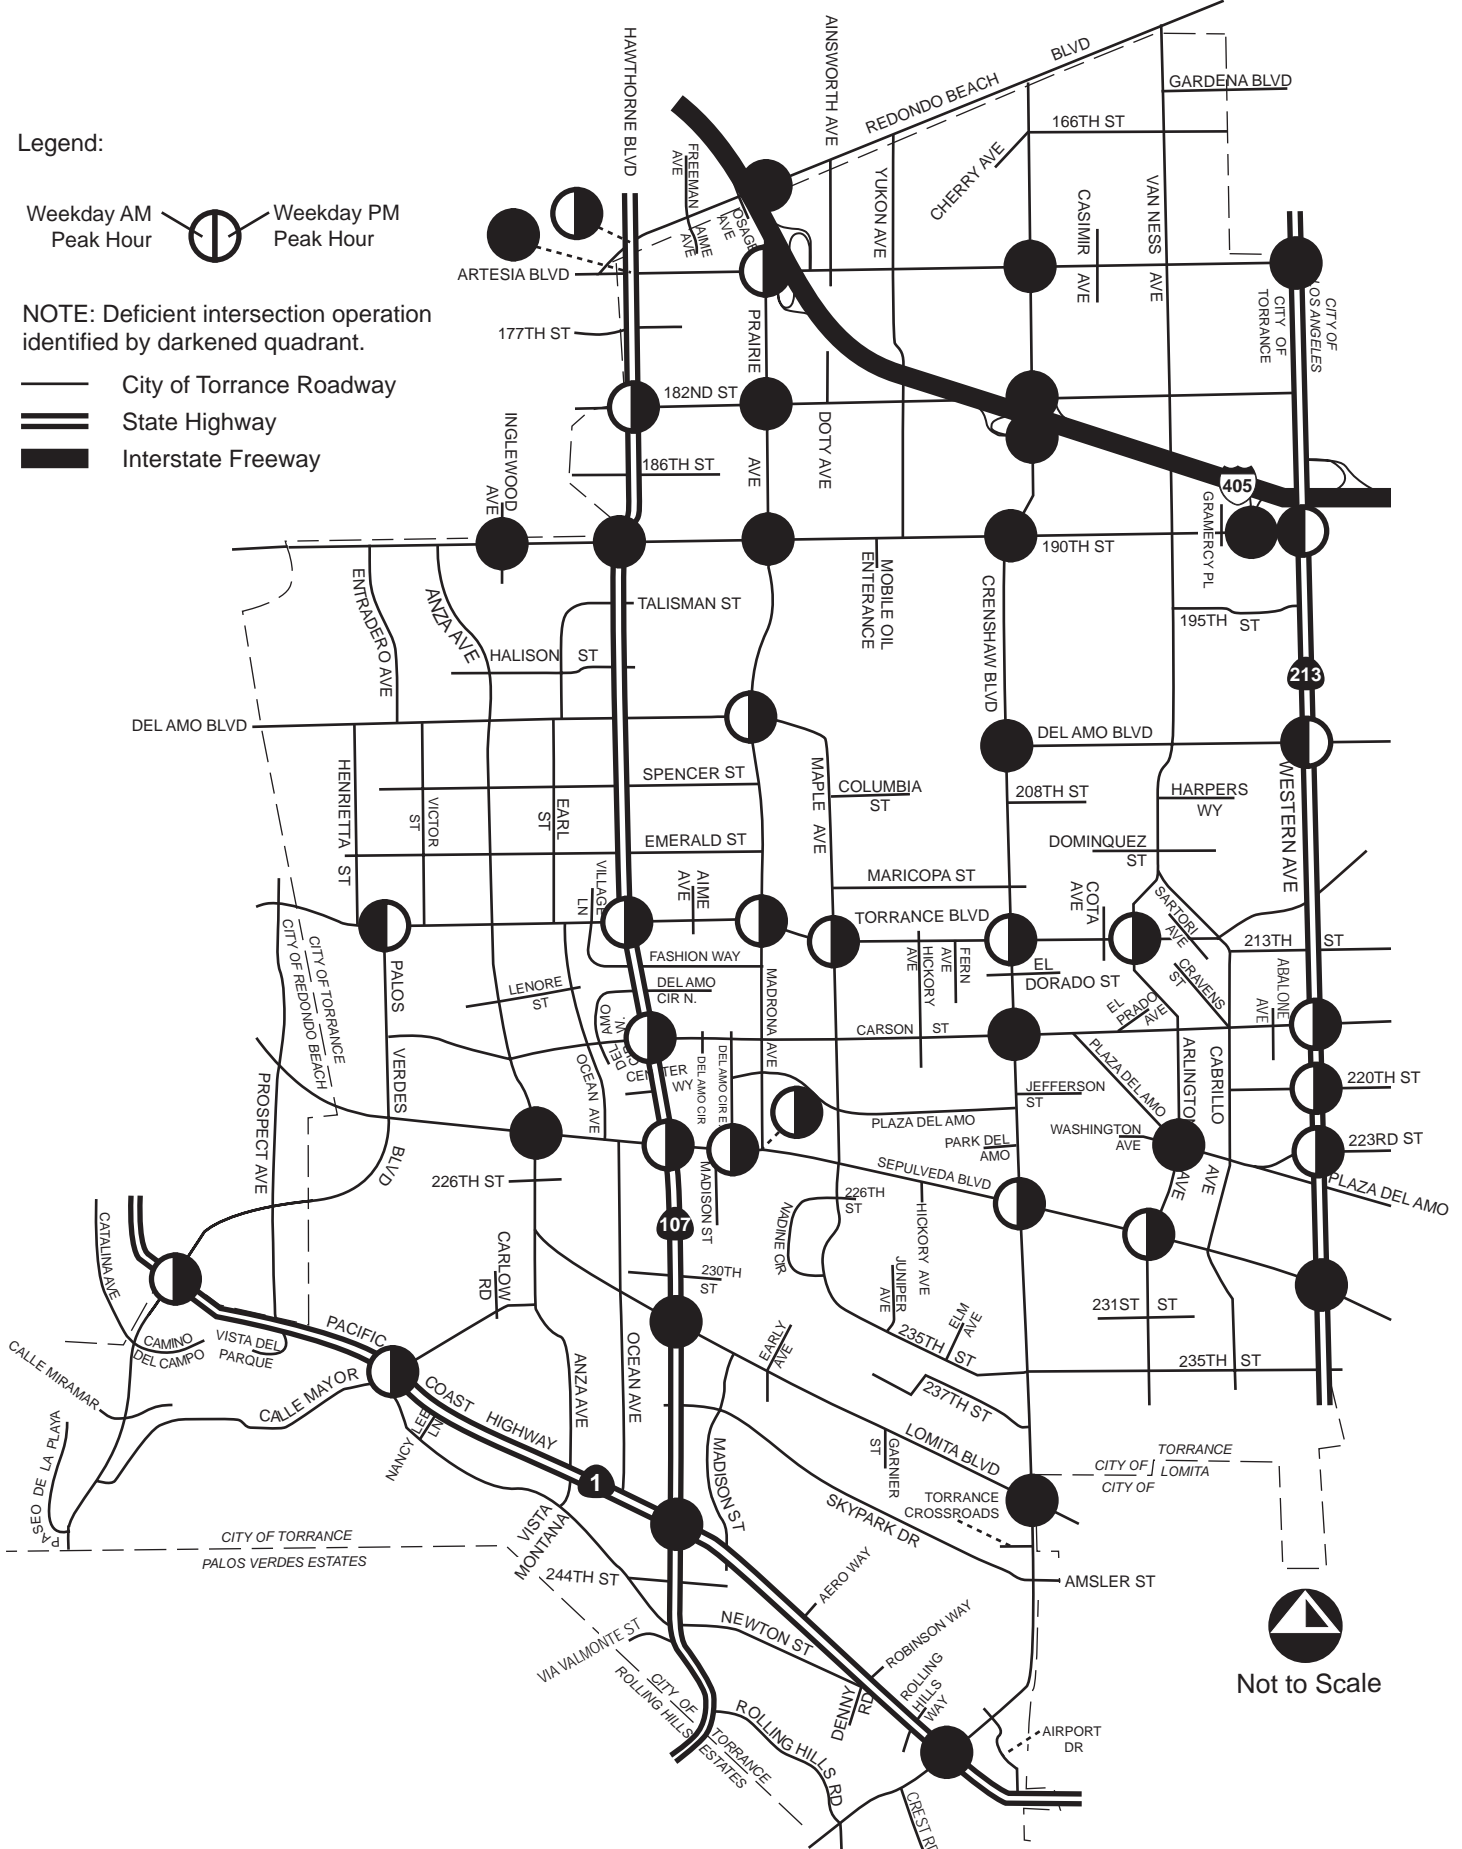 Legend:
Weekday AM
Peak Hour
Weekday PM
Peak Hour
NOTE: Deficient intersection operation
identified by darkened quadrant.
City of Torrance Roadway
State Highway
Interstate Freeway
HAWTHORNE BLVD
AINSWORTH AVE
REDONDO BEACH BLVD
GARDENA BLVD
166TH ST
FREEMAN
AVE
AIME
AVE
OSAGE
AVE
YUKON AVE
CHERRY AVE
CASIMIR AVE
VAN NESS AVE
ARTESIA BLVD
177TH ST
PRAIRIE AVE
CITY OF
TORRANCE
CITY OF
LOS ANGELES
182ND ST
DOTY AVE
INGLEWOOD
AVE
186TH ST
405
GRAMERCY PL
190TH ST
MOBILE OIL
ENTERANCE
ENTRADERO AVE
ANZA AVE
TALISMAN ST
CRENSHAW BLVD
195TH ST
HALISON ST
213
DEL AMO BLVD
DEL AMO BLVD
WESTERN AVE
HENRIETTA ST
VICTOR
ST
EARL
ST
SPENCER ST
MAPLE AVE
COLUMBIA
ST
208TH ST
HARPERS
WY
EMERALD ST
DOMINQUEZ
ST
VILLAGE
LN
AIME
AVE
MARICOPA ST
COTA
AVE
SARTORI
AVE
TORRANCE BLVD
213TH ST
CITY OF TORRANCE
CITY OF REDONDO BEACH
PALOS VERDES BLVD
FASHION WAY
HICKORY
AVE
FERN
AVE
EL
DORADO ST
CRAVENS
ST
ABALONE
AVE
LENORE
ST
DEL AMO
CIR N.
DEL AMO
CIR W.
MADRONA AVE
EL
PRADO
AVE
CARSON ST
OCEAN AVE
CENTER
WY
DEL AMO CIR
DEL AMO CIR E.
PLAZA DEL AMO
ARLINGTON AVE
CABRILLO AVE
PROSPECT AVE
JEFFERSON
ST
220TH ST
PLAZA DEL AMO
PARK DEL
AMO
WASHINGTON
AVE
223RD ST
SEPULVEDA BLVD
PLAZA DEL AMO
226TH ST
MADISON ST
226TH
ST
NADINE CIR
HICKORY AVE
107
CATALINA AVE
CARLOW
RD
230TH
ST
JUNIPER
AVE
ELM
AVE
231ST ST
CAMINO
DEL CAMPO
VISTA DEL
PARQUE
PACIFIC COAST HIGHWAY
EARLY
AVE
235TH ST
235TH ST
CALLE MIRAMAR
CALLE MAYOR
ANZA AVE
OCEAN AVE
237TH ST
PASEO DE LA PLAYA
NANCY LEE
LN
MADISON ST
GARNIER
ST
LOMITA BLVD
CITY OF TORRANCE
CITY OF LOMITA
1
TORRANCE
CROSSROADS
SKYPARK DR
VISTA
MONTANA
CITY OF TORRANCE
PALOS VERDES ESTATES
244TH ST
AERO WAY
AMSLER ST
NEWTON ST
ROBINSON WAY
VIA VALMONTE ST
ROLLING
HILLS
WAY
DENNY
RD
CITY OF TORRANCE
ROLLING HILLS ESTATES
ROLLING HILLS RD
AIRPORT
DR
CREST RD
Not to Scale